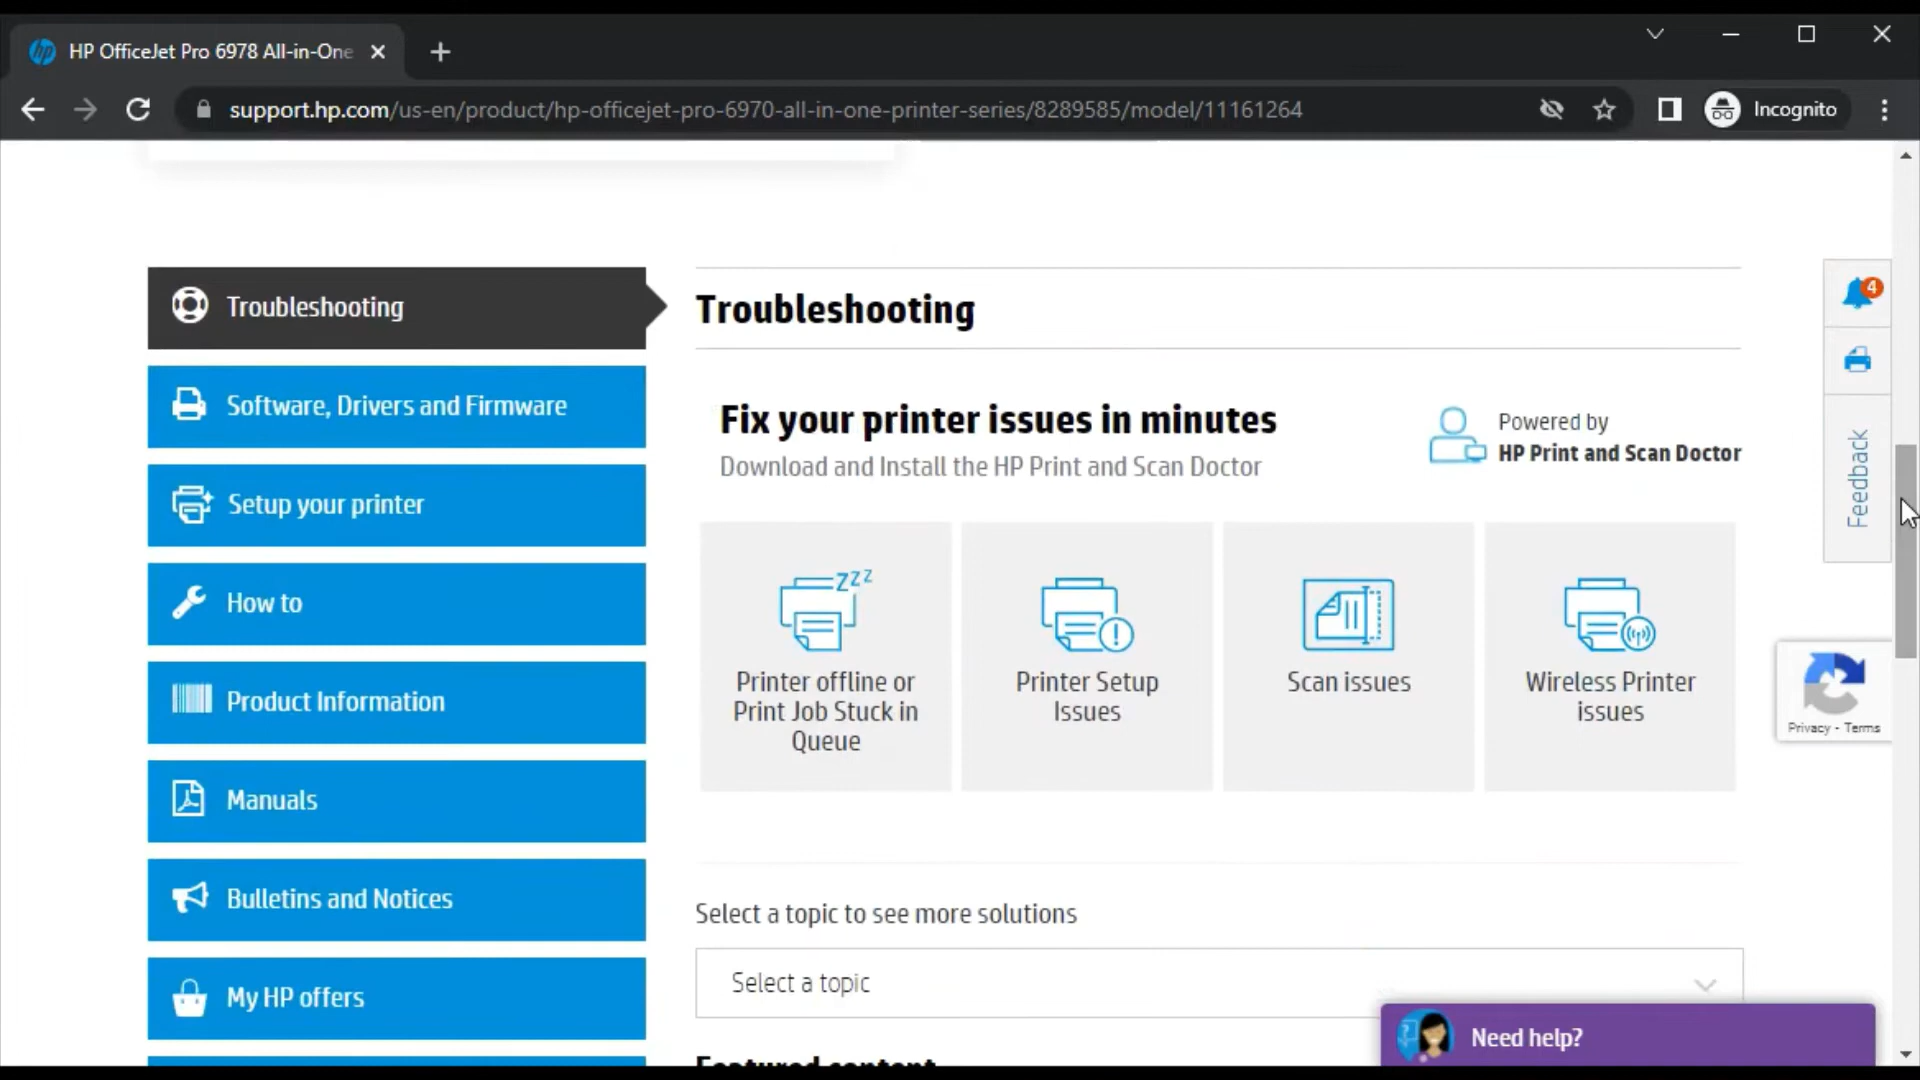 HP OfficeJet Pro 6978 All-in-One
support.hp.com/us-en/product/hp-officejet-pro-6970-all-in-one-printer-series/8289585/model/11161264
Incognito
Troubleshooting
Software, Drivers and Firmware
Setup your printer
How to
Product Information
Manuals
Bulletins and Notices
My HP offers
Troubleshooting
Fix your printer issues in minutes
Download and Install the HP Print and Scan Doctor
Powered by
HP Print and Scan Doctor
zzz
Printer offline or
Print Job Stuck in
Queue
Printer Setup
Issues
Scan issues
Wireless Printer
issues
Select a topic to see more solutions
Select a topic
Featured content
4
Feedback
Privacy - Terms
Need help?